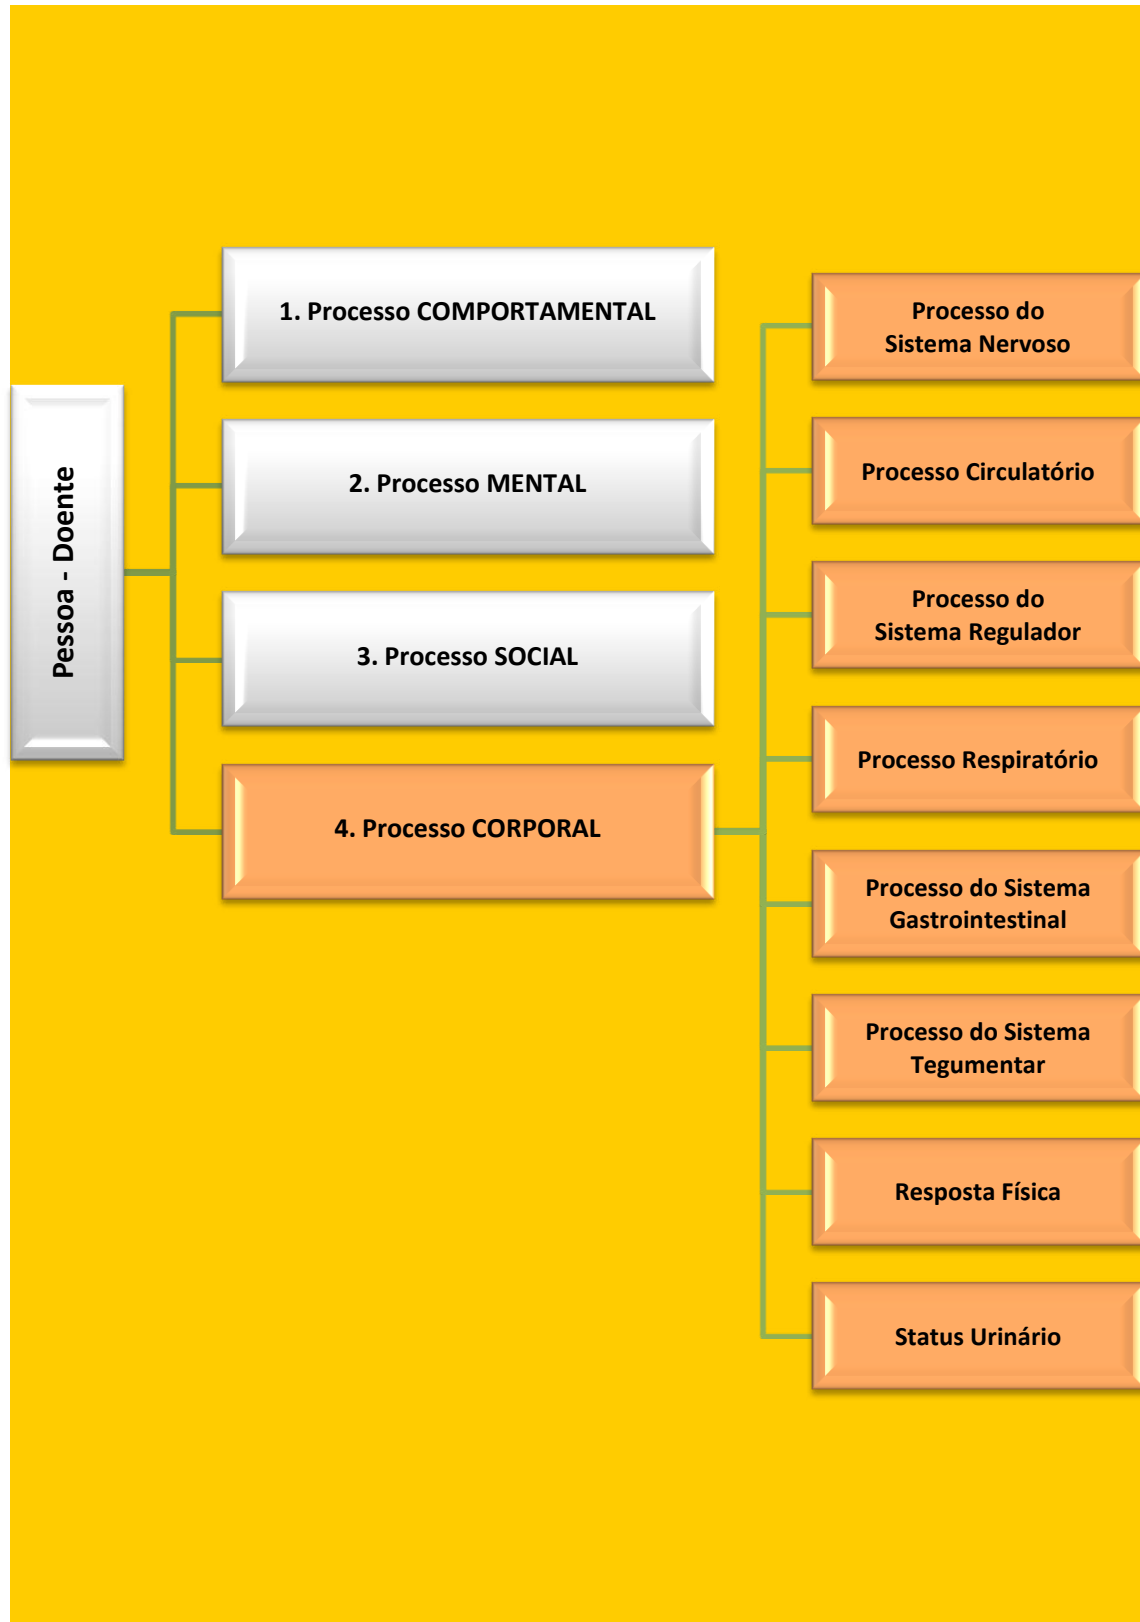 Pessoa - Doente
1. Processo COMPORTAMENTAL
2. Processo MENTAL
3. Processo SOCIAL
4. Processo CORPORAL
Processo do
Sistema Nervoso
Processo Circulatório
Processo do
Sistema Regulador
Processo Respiratório
Processo do Sistema
Gastrointestinal
Processo do Sistema
Tegumentar
Resposta Física
Status Urinário